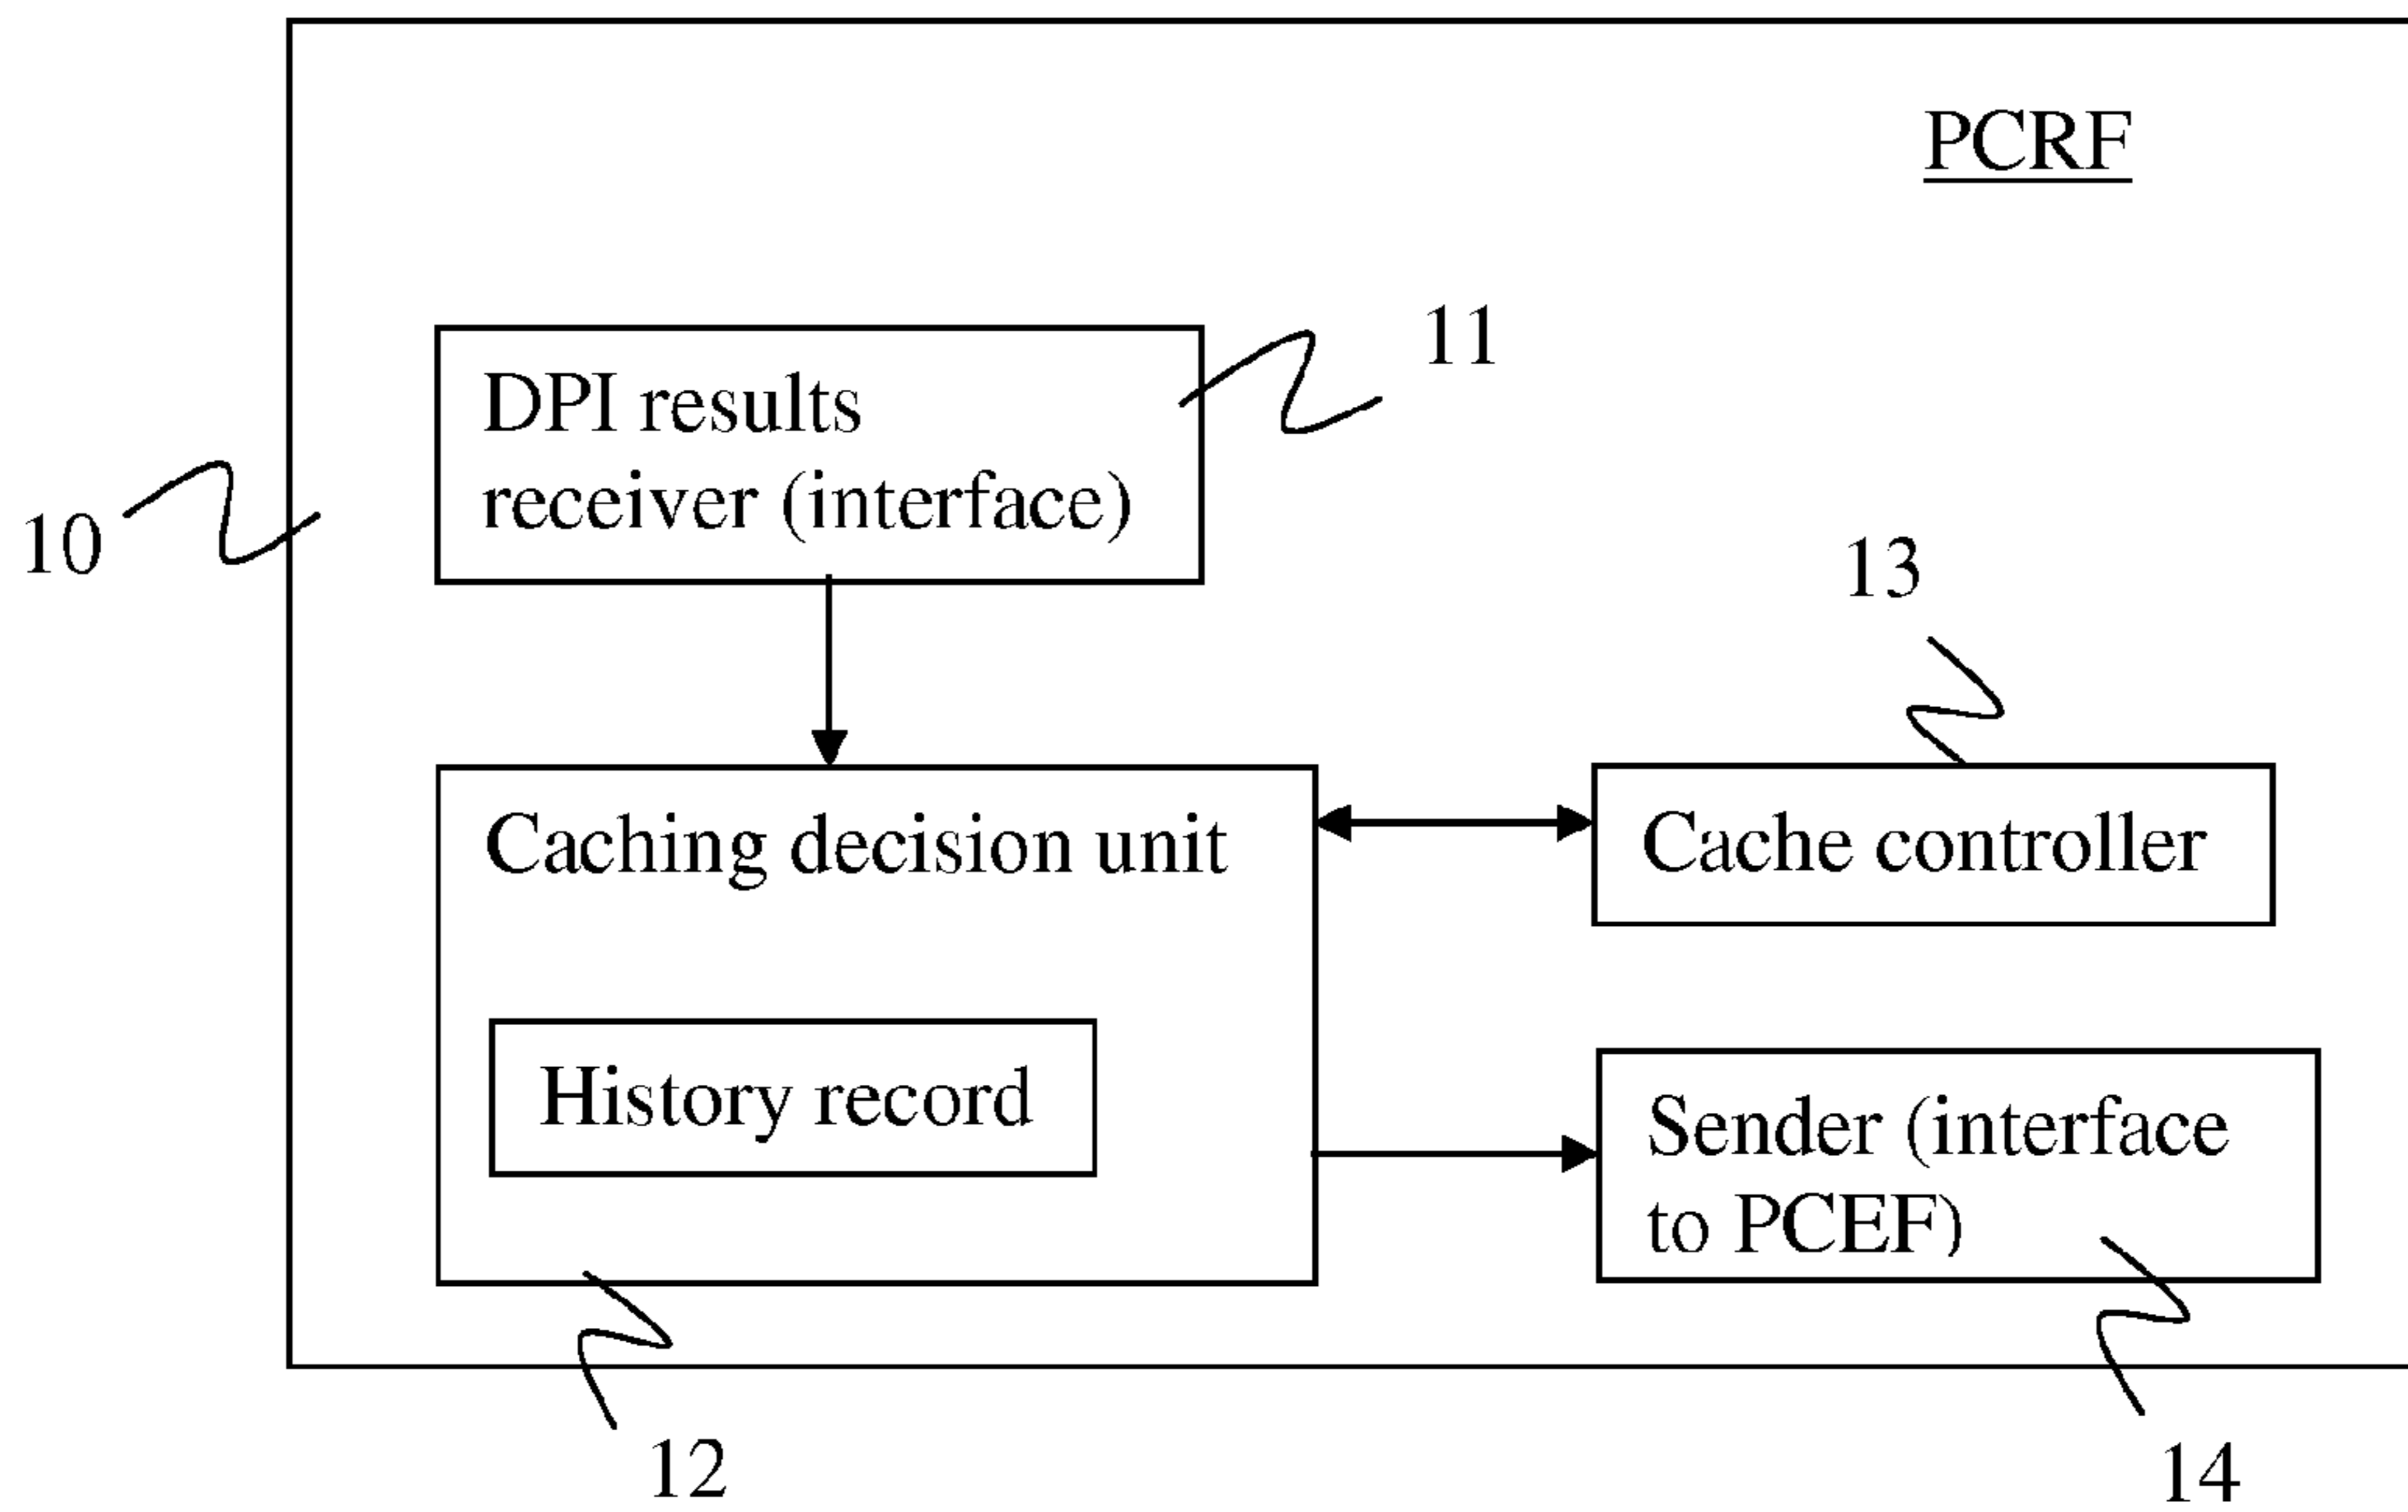 PCRF
11
DPI results
receiver (interface)
10
13
Caching decision unit
Cache controller
History record
Sender (interface
to PCEF)
12
14